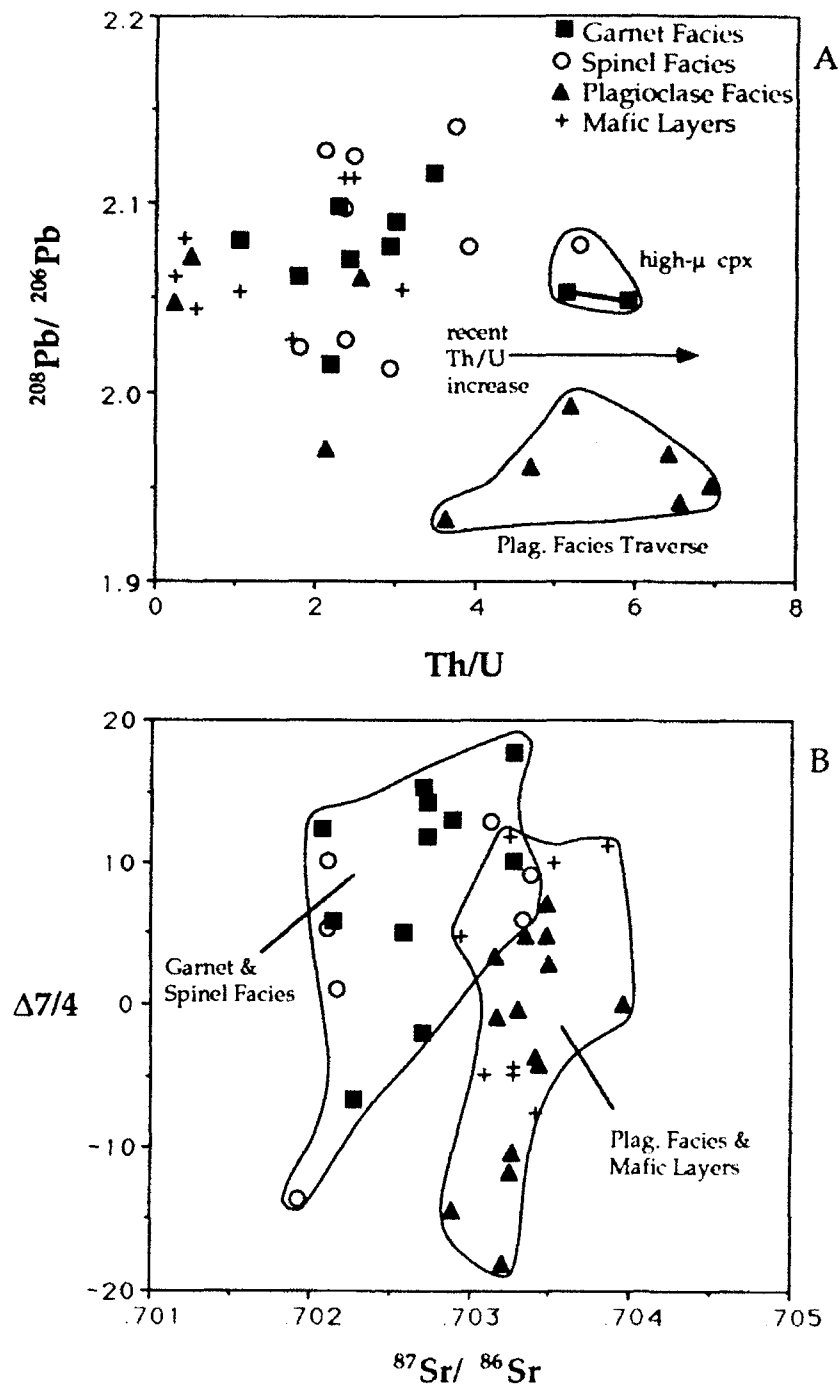 2.2
Garnet Facies
A
Spinel Facies
Plagioclase Facies
Mafic Layers
2.1
208Pb/ 206Pb
high-μ cpx
recent
Th/U
increase
2.0
Plag. Facies Traverse
1.9
0 2 4 6 8
Th/U
20
B
10
Garnet &
Spinel Facies
Δ7/4
0
-10
Plag. Facies &
Mafic Layers
-20
.701 .702 .703 .704 .705
87Sr/ 86Sr